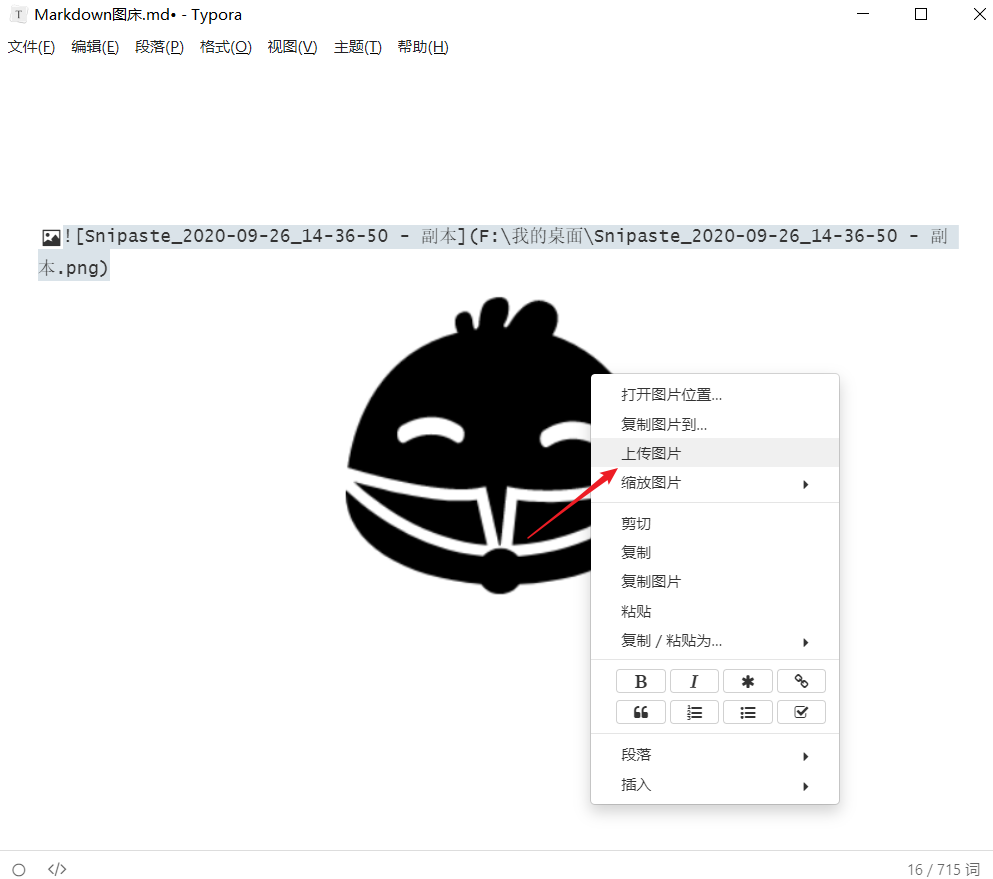 Markdown图床.md• - Typora
文件(F) 编辑(E) 段落(P) 格式(O) 视图(V) 主题(T) 帮助(H)
![Snipaste_2020-09-26_14-36-50 - 副本](F:\我的桌面\Snipaste_2020-09-26_14-36-50 - 副
本.png)
打开图片位置...
复制图片到...
上传图片
缩放图片
剪切
复制
复制图片
粘贴
复制 / 粘贴为...
段落
插入
16 / 715 词